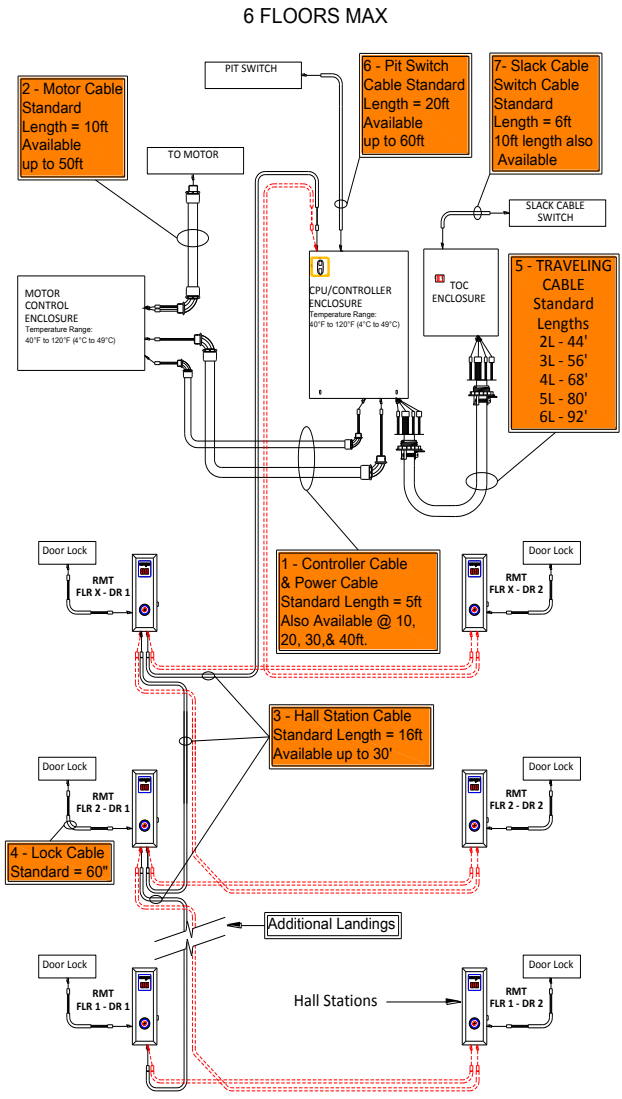 6 FLOORS MAX
2 - Motor Cable
Standard
Length = 10ft
Available
up to 50ft
PIT SWITCH
6 - Pit Switch
Cable Standard
Length = 20ft
Available
up to 60ft
7- Slack Cable
Switch Cable
Standard
Length = 6ft
10ft length also
Available
TO MOTOR
SLACK CABLE
SWITCH
MOTOR
CONTROL
ENCLOSURE
Temperature Range:
40°F to 120°F (4°C to 49°C)
CPU/CONTROLLER
ENCLOSURE
Temperature Range:
40°F to 120°F (4°C to 49°C)
TOC
ENCLOSURE
5 - TRAVELING
CABLE
Standard
Lengths
2L - 44'
3L - 56'
4L - 68'
5L - 80'
6L - 92'
1 - Controller Cable
& Power Cable
Standard Length = 5ft
Also Available @ 10,
20, 30,& 40ft.
Door Lock
RMT
FLR X - DR 1
Door Lock
RMT
FLR X - DR 2
3 - Hall Station Cable
Standard Length = 16ft
Available up to 30'
Door Lock
RMT
FLR 2 - DR 1
Door Lock
RMT
FLR 2 - DR 2
4 - Lock Cable
Standard = 60"
Additional Landings
Door Lock
RMT
FLR 1 - DR 1
Hall Stations
Door Lock
RMT
FLR 1 - DR 2